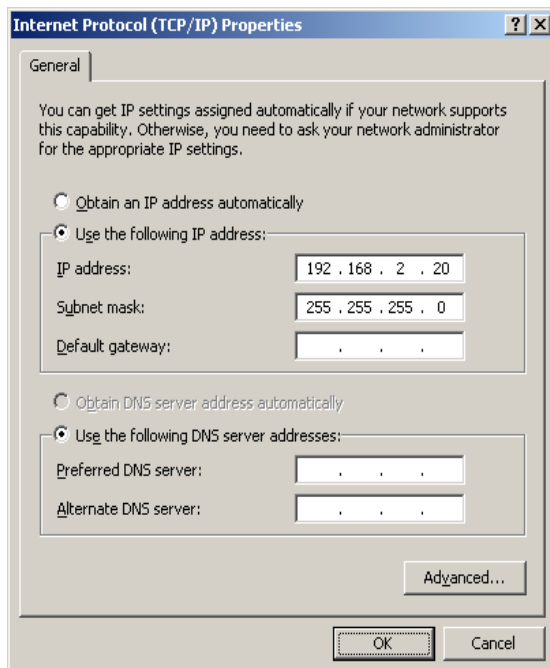 Internet Protocol (TCP/IP) Properties
General
You can get IP settings assigned automatically if your network supports
this capability. Otherwise, you need to ask your network administrator
for the appropriate IP settings.
Obtain an IP address automatically
Use the following IP address:
IP address: 192 . 168 . 2 . 20
Subnet mask: 255 . 255 . 255 . 0
Default gateway: . . .
Obtain DNS server address automatically
Use the following DNS server addresses:
Preferred DNS server: . . .
Alternate DNS server: . . .
Advanced...
OK Cancel